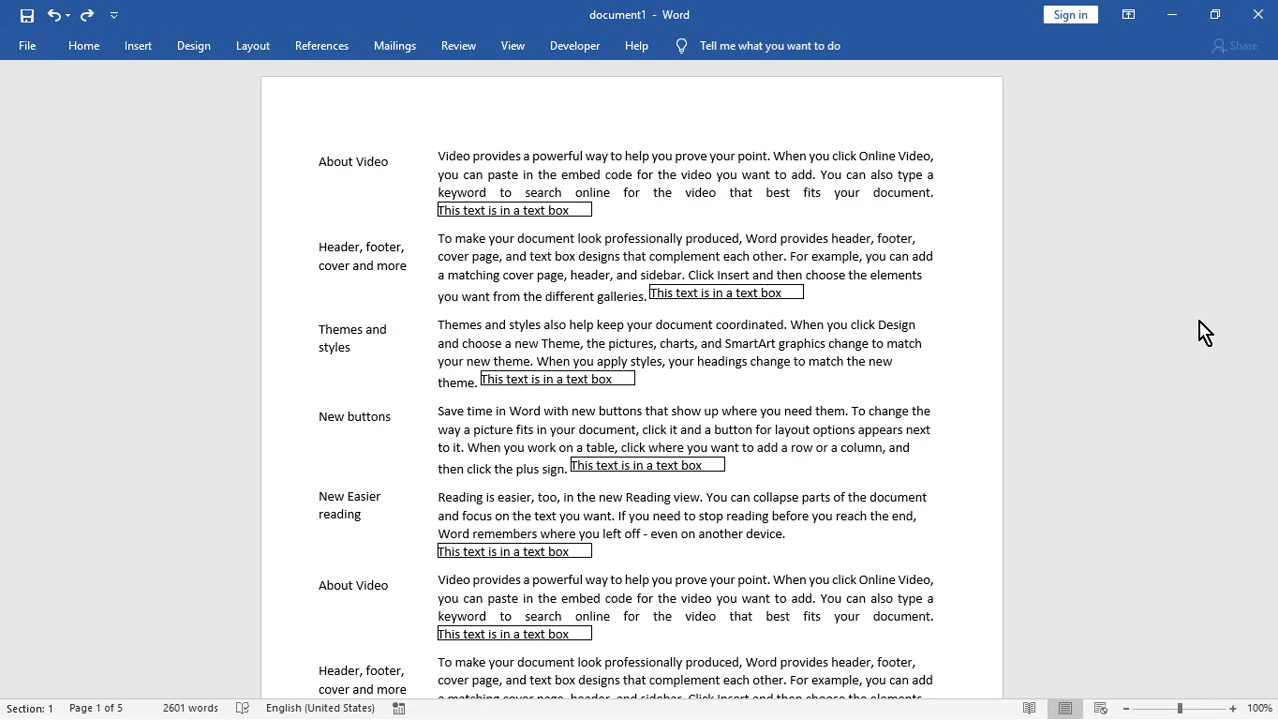 document1 - Word
Sign in
File Home Insert Design Layout References Mailings Review View Developer Help Tell me what you want to do Share
About Video
Video provides a powerful way to help you prove your point. When you click Online Video,
you can paste in the embed code for the video you want to add. You can also type a
keyword to search online for the video that best fits your document.
This text is in a text box
Header, footer,
cover and more
To make your document look professionally produced, Word provides header, footer,
cover page, and text box designs that complement each other. For example, you can add
a matching cover page, header, and sidebar. Click Insert and then choose the elements
you want from the different galleries. This text is in a text box
Themes and
styles
Themes and styles also help keep your document coordinated. When you click Design
and choose a new Theme, the pictures, charts, and SmartArt graphics change to match
your new theme. When you apply styles, your headings change to match the new
theme. This text is in a text box
New buttons
Save time in Word with new buttons that show up where you need them. To change the
way a picture fits in your document, click it and a button for layout options appears next
to it. When you work on a table, click where you want to add a row or a column, and
then click the plus sign. This text is in a text box
New Easier
reading
Reading is easier, too, in the new Reading view. You can collapse parts of the document
and focus on the text you want. If you need to stop reading before you reach the end,
Word remembers where you left off - even on another device.
This text is in a text box
About Video
Video provides a powerful way to help you prove your point. When you click Online Video,
you can paste in the embed code for the video you want to add. You can also type a
keyword to search online for the video that best fits your document.
This text is in a text box
Header, footer,
cover and more
To make your document look professionally produced, Word provides header, footer,
cover page, and text box designs that complement each other. For example, you can add
a matching cover page, header, and sidebar. Click Insert and then choose the elements
Section: 1 Page 1 of 5 2601 words English (United States) 100%